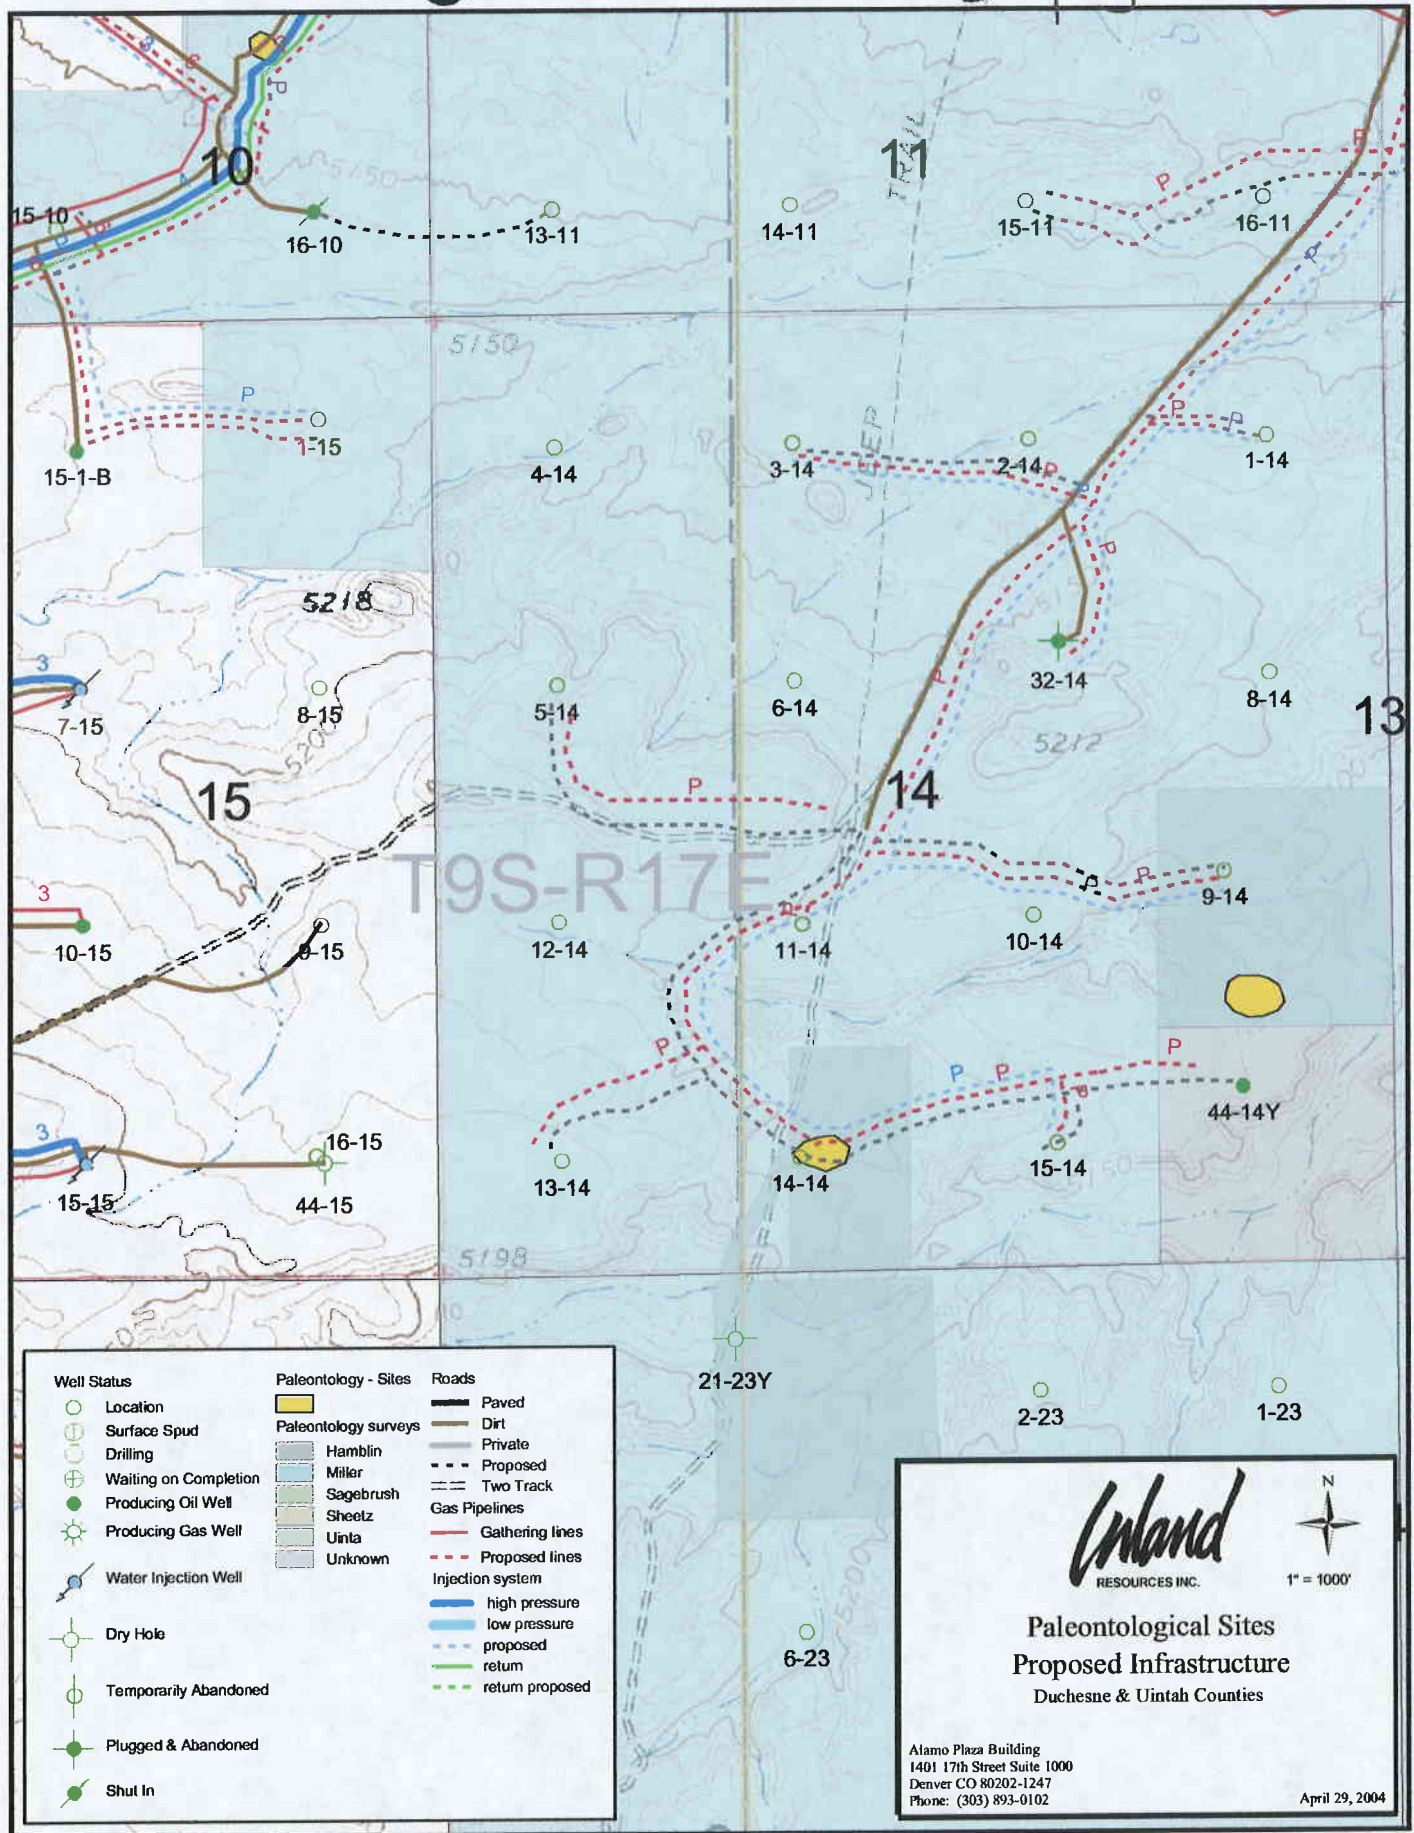 3
6
P
10
11
TRAIL
P
P
5150
15-10
P
16-10
13-11
14-11
15-11
16-11
P
5150
P
1-15
15-1-B
4-14
3-14
JEEP
2-14
P
P
P
P
1-14
P
5218
3
7-15
8-15
5200
5-14
6-14
P
32-14
8-14
13
5212
15
P
14
T9S-R17E
3
10-15
9-15
12-14
P
11-14
10-14
P
P
9-14
P
P
P
P
P
44-14Y
3
16-15
15-15
44-15
13-14
14-14
15-14
5198
21-23Y
2-23
1-23
5200
6-23
Well Status
Location
Surface Spud
Drilling
Waiting on Completion
Producing Oil Well
Producing Gas Well
Water Injection Well
Dry Hole
Temporarily Abandoned
Plugged & Abandoned
Shut In
Paleontology - Sites
Paleontology surveys
Hamblin
Miller
Sagebrush
Sheetz
Uinta
Unknown
Roads
Paved
Dirt
Private
Proposed
Two Track
Gas Pipelines
Gathering lines
Proposed lines
Injection system
high pressure
low pressure
proposed
return
return proposed
Inland
RESOURCES INC.
N
1" = 1000'
Paleontological Sites
Proposed Infrastructure
Duchesne & Uintah Counties
Alamo Plaza Building
1401 17th Street Suite 1000
Denver CO 80202-1247
Phone: (303) 893-0102
April 29, 2004